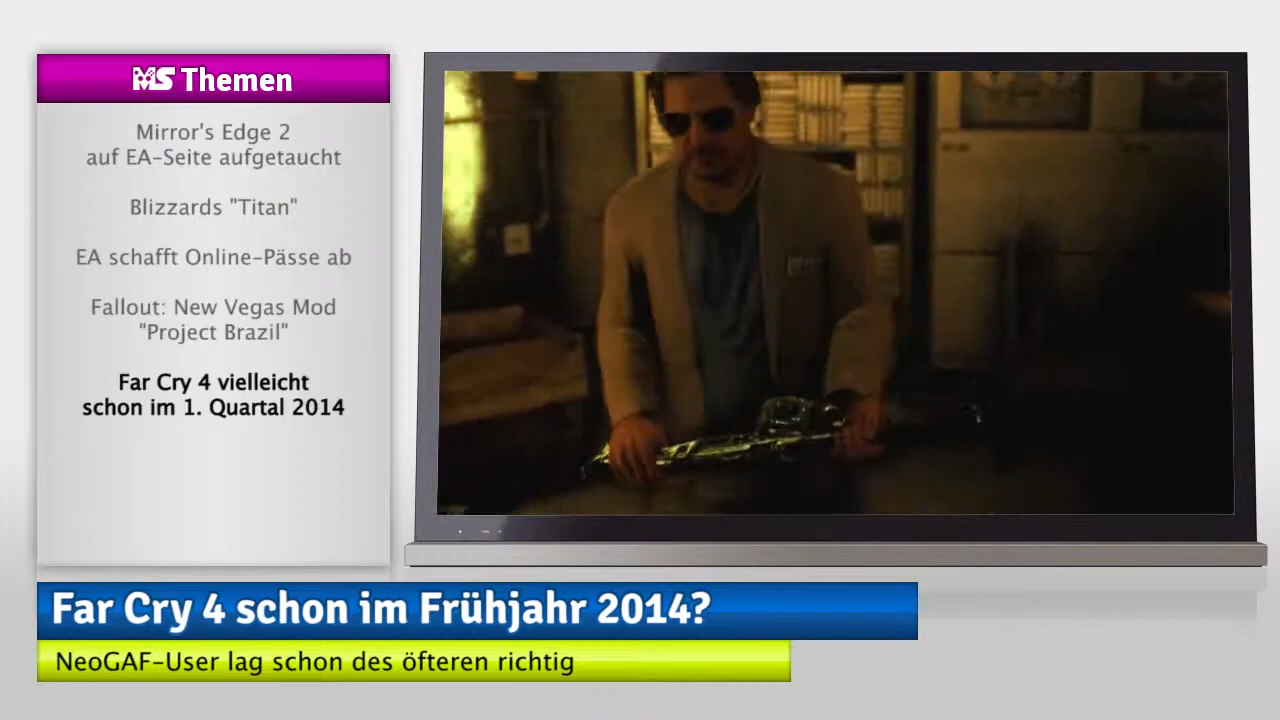 MS Themen
Mirror's Edge 2
auf EA-Seite aufgetaucht
Blizzards "Titan"
EA schafft Online-Pässe ab
Fallout: New Vegas Mod
"Project Brazil"
Far Cry 4 vielleicht
schon im 1. Quartal 2014
Far Cry 4 schon im Frühjahr 2014?
NeoGAF-User lag schon des öfteren richtig